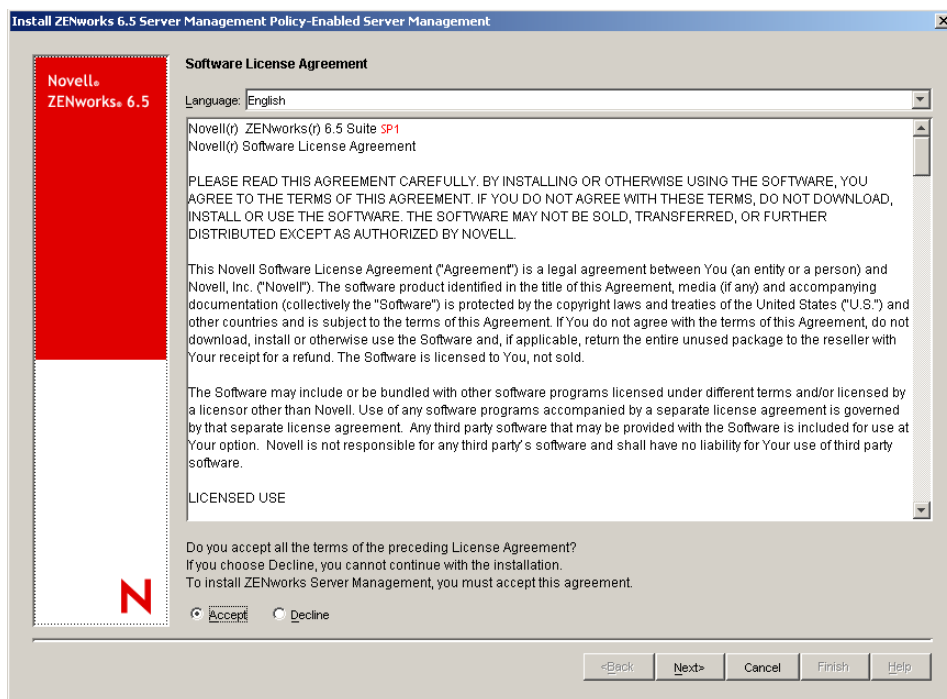 Install ZENworks 6.5 Server Management Policy-Enabled Server Management
Novell®
ZENworks® 6.5
Software License Agreement
Language: English
Novell(r) ZENworks(r) 6.5 Suite SP1
Novell(r) Software License Agreement
PLEASE READ THIS AGREEMENT CAREFULLY. BY INSTALLING OR OTHERWISE USING THE SOFTWARE, YOU
AGREE TO THE TERMS OF THIS AGREEMENT. IF YOU DO NOT AGREE WITH THESE TERMS, DO NOT DOWNLOAD,
INSTALL OR USE THE SOFTWARE. THE SOFTWARE MAY NOT BE SOLD, TRANSFERRED, OR FURTHER
DISTRIBUTED EXCEPT AS AUTHORIZED BY NOVELL.
This Novell Software License Agreement ("Agreement") is a legal agreement between You (an entity or a person) and
Novell, Inc. ("Novell"). The software product identified in the title of this Agreement, media (if any) and accompanying
documentation (collectively the "Software") is protected by the copyright laws and treaties of the United States ("U.S.") and
other countries and is subject to the terms of this Agreement. If You do not agree with the terms of this Agreement, do not
download, install or otherwise use the Software and, if applicable, return the entire unused package to the reseller with
Your receipt for a refund. The Software is licensed to You, not sold.
The Software may include or be bundled with other software programs licensed under different terms and/or licensed by
a licensor other than Novell. Use of any software programs accompanied by a separate license agreement is governed
by that separate license agreement. Any third party software that may be provided with the Software is included for use at
Your option. Novell is not responsible for any third party's software and shall have no liability for Your use of third party
software.
LICENSED USE
Do you accept all the terms of the preceding License Agreement?
If you choose Decline, you cannot continue with the installation.
To install ZENworks Server Management, you must accept this agreement.
Accept Decline
N
<Back Next> Cancel Finish Help